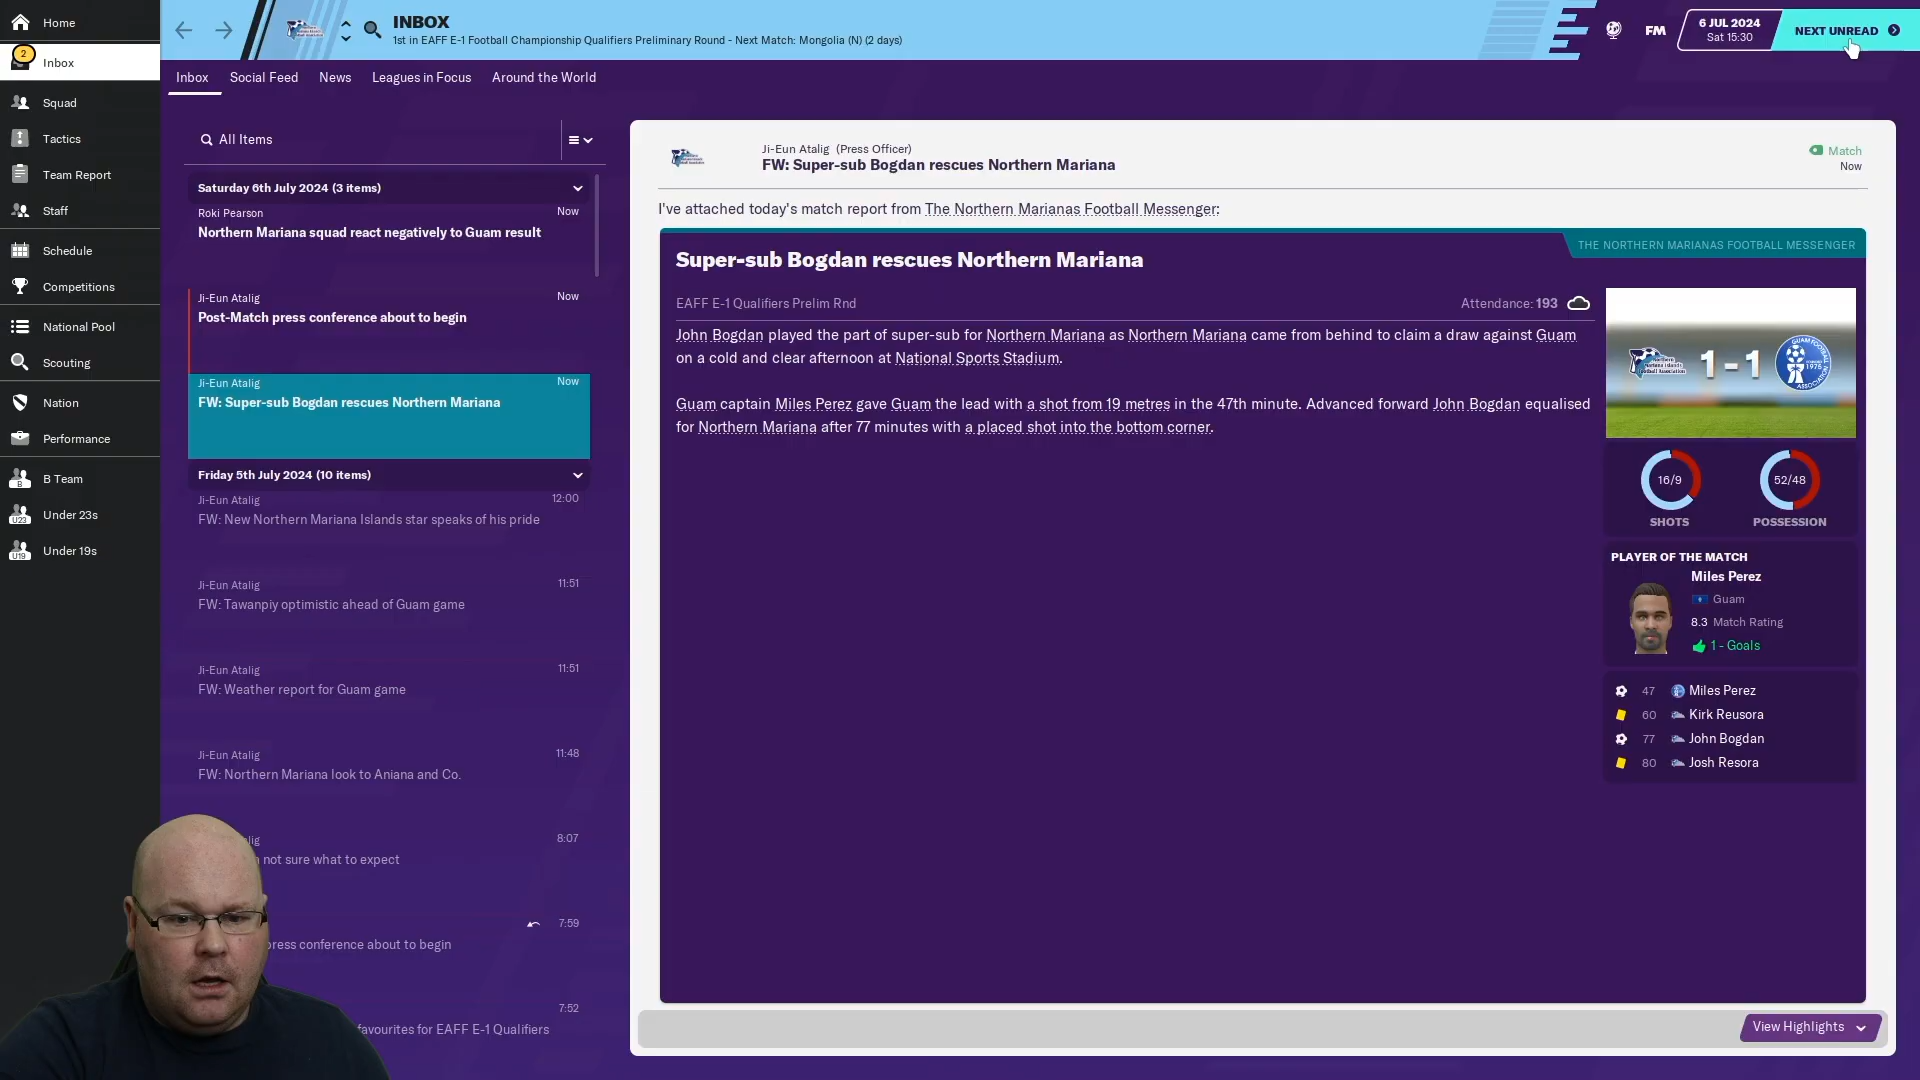 Home
2
Inbox
Squad
Tactics
Team Report
Staff
Schedule
Competitions
National Pool
Scouting
Nation
Performance
B
B Team
U23
Under 23s
U19
Under 19s
INBOX
1st in EAFF E-1 Football Championship Qualifiers Preliminary Round - Next Match: Mongolia (N) (2 days)
FM
6 JUL 2024
Sat 15:30
NEXT UNREAD
Inbox Social Feed News Leagues in Focus Around the World
All Items
Saturday 6th July 2024 (3 items)
Roki Pearson Now
Northern Mariana squad react negatively to Guam result
Ji-Eun Atalig Now
Post-Match press conference about to begin
Ji-Eun Atalig Now
FW: Super-sub Bogdan rescues Northern Mariana
Friday 5th July 2024 (10 items)
Ji-Eun Atalig 12:00
FW: New Northern Mariana Islands star speaks of his pride
Ji-Eun Atalig 11:51
FW: Tawanpiy optimistic ahead of Guam game
Ji-Eun Atalig 11:51
FW: Weather report for Guam game
Ji-Eun Atalig 11:48
FW: Northern Mariana look to Aniana and Co.
8:07
not sure what to expect
7:59
press conference about to begin
7:52
favourites for EAFF E-1 Qualifiers
Ji-Eun Atalig (Press Officer)
FW: Super-sub Bogdan rescues Northern Mariana
Match
Now
I've attached today's match report from The Northern Marianas Football Messenger:
THE NORTHERN MARIANAS FOOTBALL MESSENGER
Super-sub Bogdan rescues Northern Mariana
EAFF E-1 Qualifiers Prelim Rnd Attendance: 193
John Bogdan played the part of super-sub for Northern Mariana as Northern Mariana came from behind to claim a draw against Guam
on a cold and clear afternoon at National Sports Stadium.
Guam captain Miles Perez gave Guam the lead with a shot from 19 metres in the 47th minute. Advanced forward John Bogdan equalised
for Northern Mariana after 77 minutes with a placed shot into the bottom corner.
1-1
16/9 52/48
SHOTS POSSESSION
PLAYER OF THE MATCH
Miles Perez
Guam
8.3 Match Rating
1 - Goals
47 Miles Perez
60 Kirk Reusora
77 John Bogdan
80 Josh Resora
View Highlights